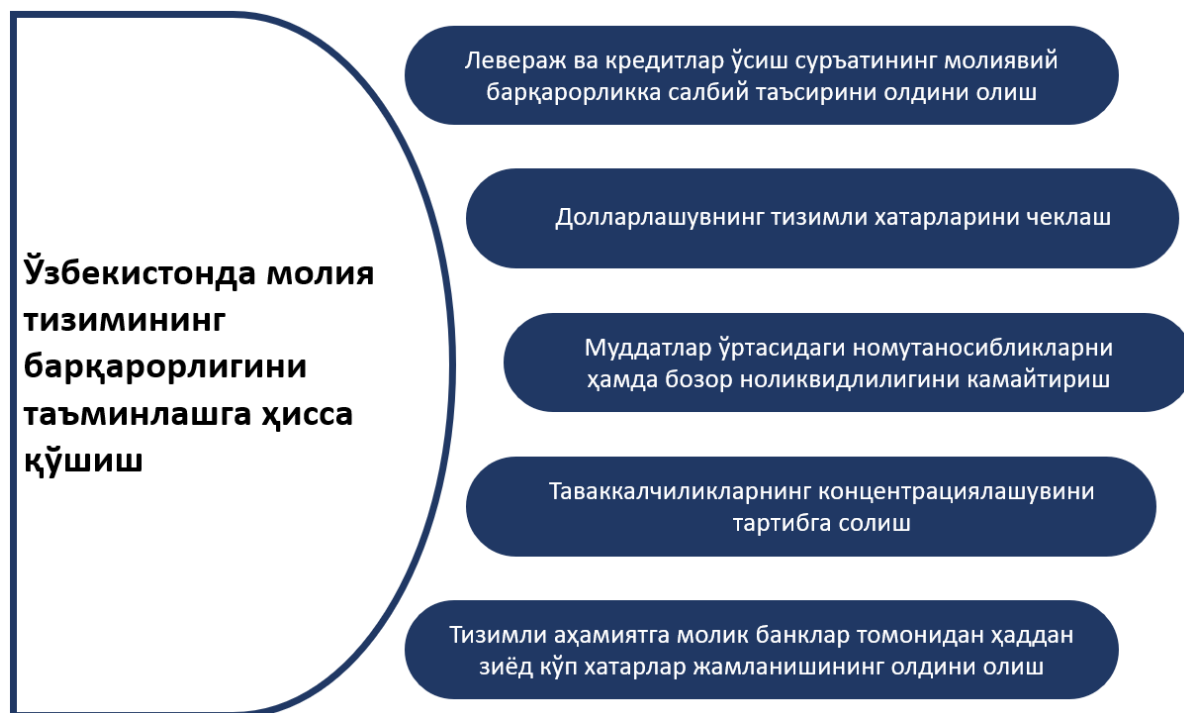 Ўзбекистонда молия
тизимининг
барқарорлигини
таъминлашга ҳисса
қўшиш
Левераж ва кредитлар ўсиш суръатининг молиявий
барқарорликка салбий таъсирини олдини олиш
Долларлашувнинг тизимли хатарларини чеклаш
Муддатлар ўртасидаги номутаносибликларни
ҳамда бозор ноликвидлилигини камайтириш
Таваккалчиликларнинг концентрациялашувини
тартибга солиш
Тизимли аҳамиятга молик банклар томонидан ҳаддан
зиёд кўп хатарлар жамланишининг олдини олиш